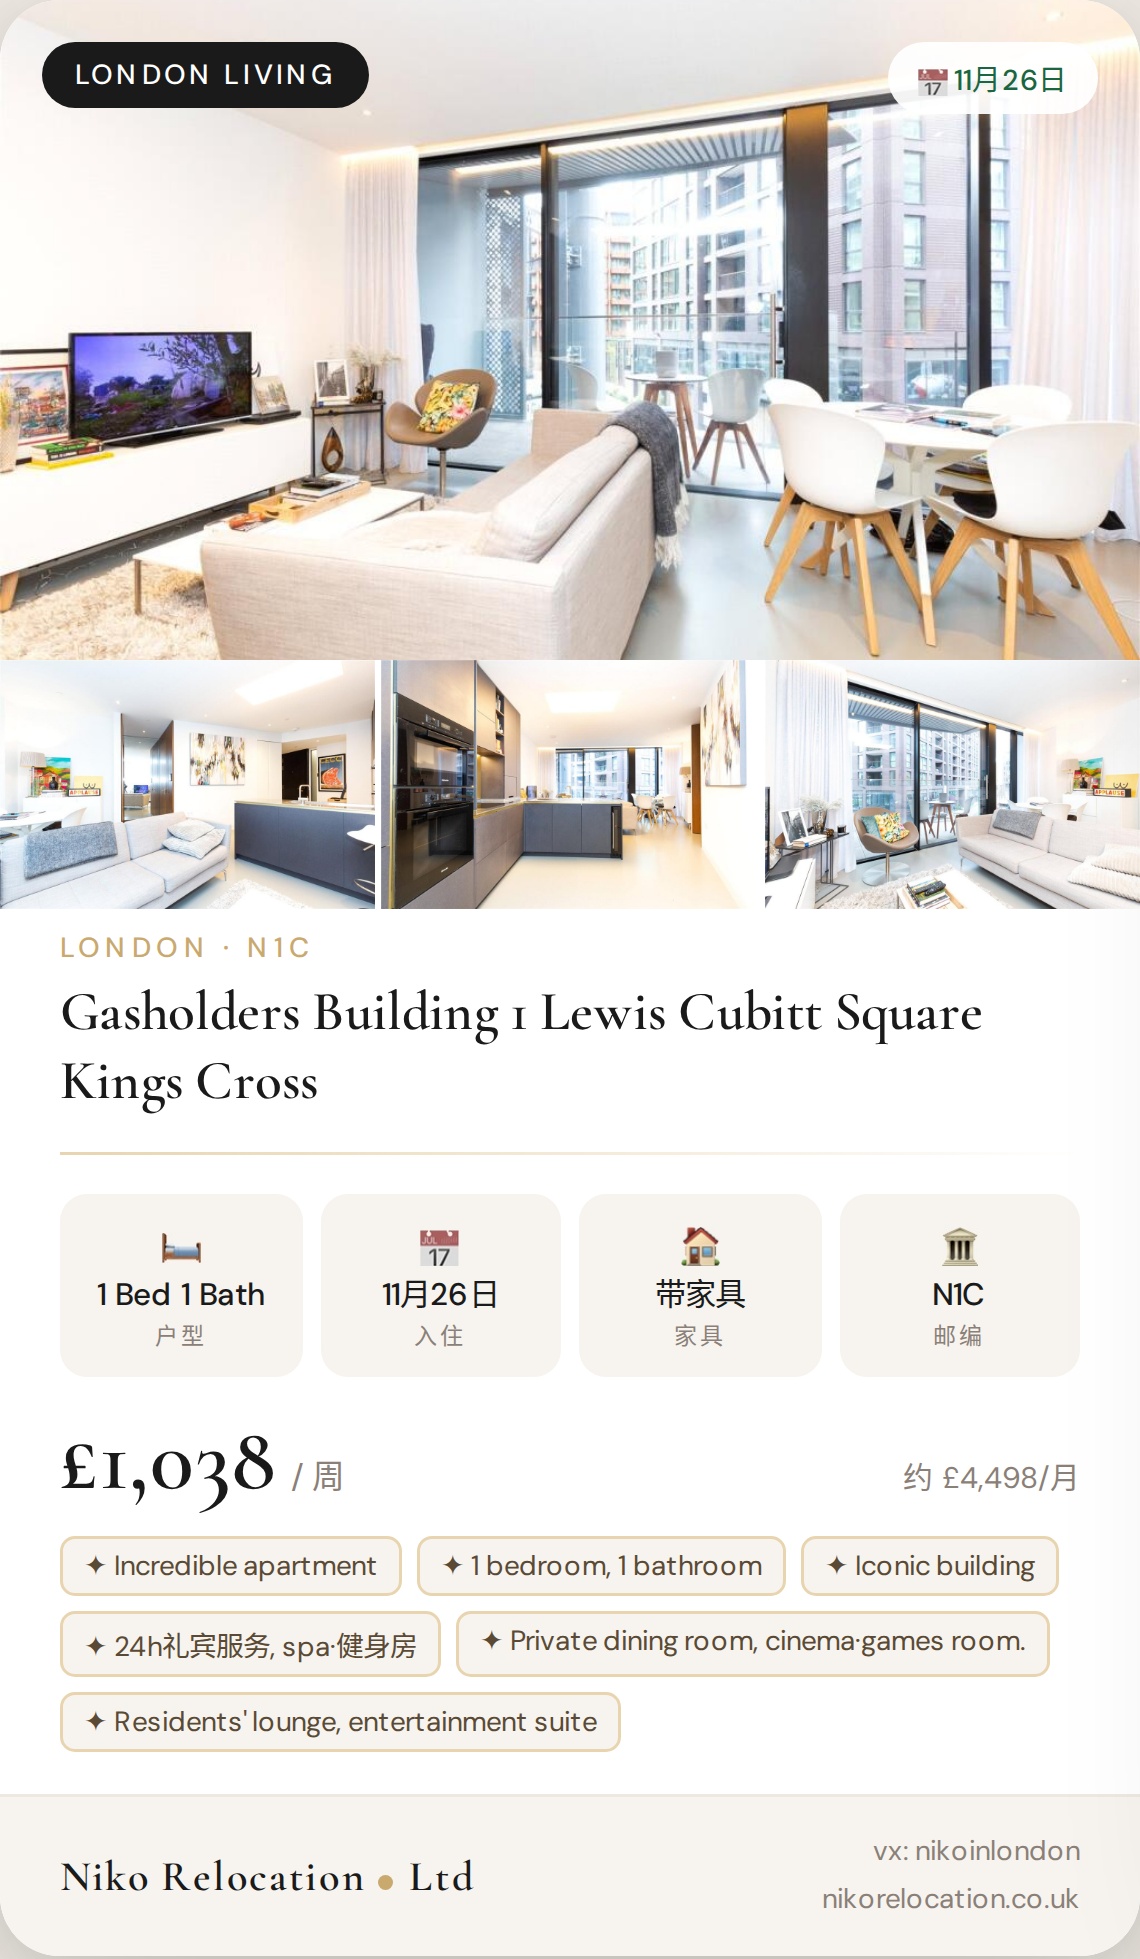 LONDON LIVING
📅 11月26日
APPLAUSE
APPLAUSE
LONDON · N1C
Gasholders Building 1 Lewis Cubitt Square
Kings Cross
1 Bed 1 Bath
户型
11月26日
入住
带家具
家具
N1C
邮编
£1,038 / 周
约 £4,498/月
✦ Incredible apartment
✦ 1 bedroom, 1 bathroom
✦ Iconic building
✦ 24h礼宾服务, spa·健身房
✦ Private dining room, cinema·games room.
✦ Residents' lounge, entertainment suite
Niko Relocation • Ltd
vx: nikoinlondon
nikorelocation.co.uk